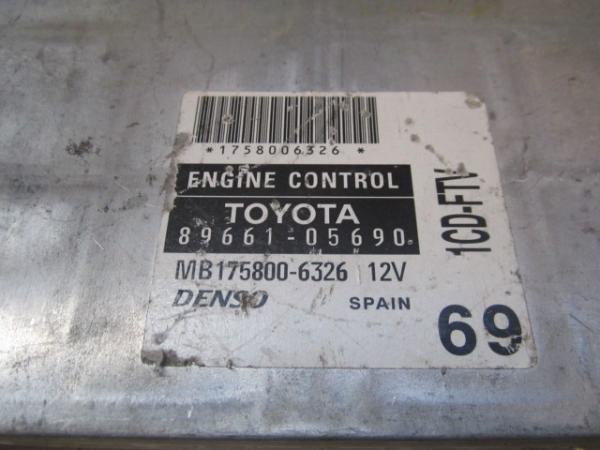 *1758006326*
ENGINE CONTROL
TOYOTA
89661-05690
MB175800-6326 12V
DENSO SPAIN
1CD-FTV
69